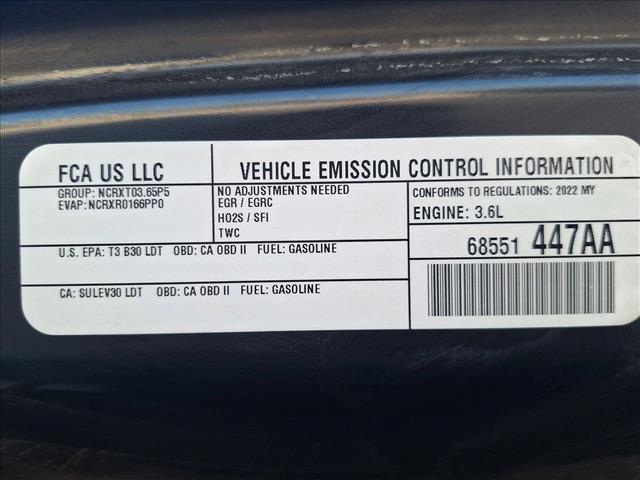 FCA US LLC
VEHICLE EMISSION CONTROL INFORMATION
GROUP: NCRXT03.65P5
EVAP: NCRXR0166PP0
NO ADJUSTMENTS NEEDED
EGR / EGRC
HO2S / SFI
TWC
CONFORMS TO REGULATIONS: 2022 MY
ENGINE: 3.6L
U.S. EPA: T3 B30 LDT OBD: CA OBD II FUEL: GASOLINE
68551 447AA
CA: SULEV30 LDT OBD: CA OBD II FUEL: GASOLINE